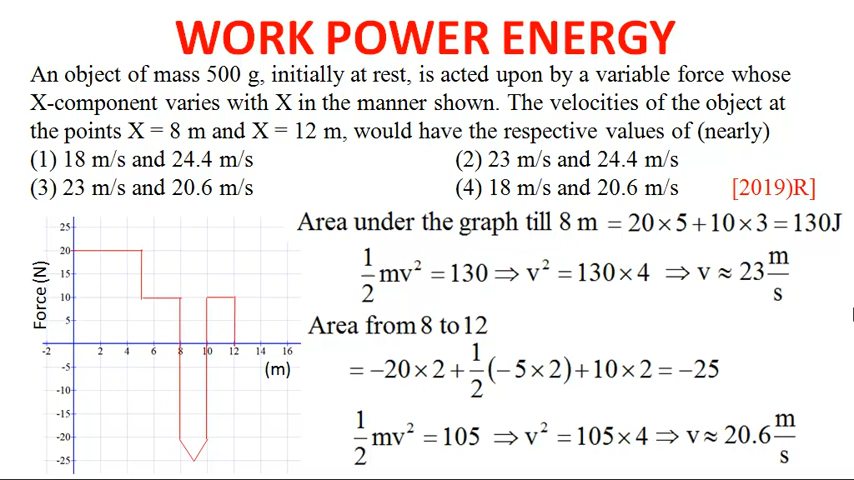 WORK POWER ENERGY
An object of mass 500 g, initially at rest, is acted upon by a variable force whose
X-component varies with X in the manner shown. The velocities of the object at
the points X = 8 m and X = 12 m, would have the respective values of (nearly)
(1) 18 m/s and 24.4 m/s (2) 23 m/s and 24.4 m/s
(3) 23 m/s and 20.6 m/s (4) 18 m/s and 20.6 m/s [2019)R]
Area under the graph till 8 m = 20×5+10×3=130J
1/2 mv² = 130 ⇒ v² = 130×4 ⇒ v ≈ 23 m/s
Area from 8 to 12
= −20×2 + 1/2 (−5×2) + 10×2 = −25
1/2 mv² = 105 ⇒ v² = 105×4 ⇒ v ≈ 20.6 m/s
Force (N)
25
20
15
10
5
-2 2 4 6 8 10 12 14 16
(m)
-5
-10
-15
-20
-25